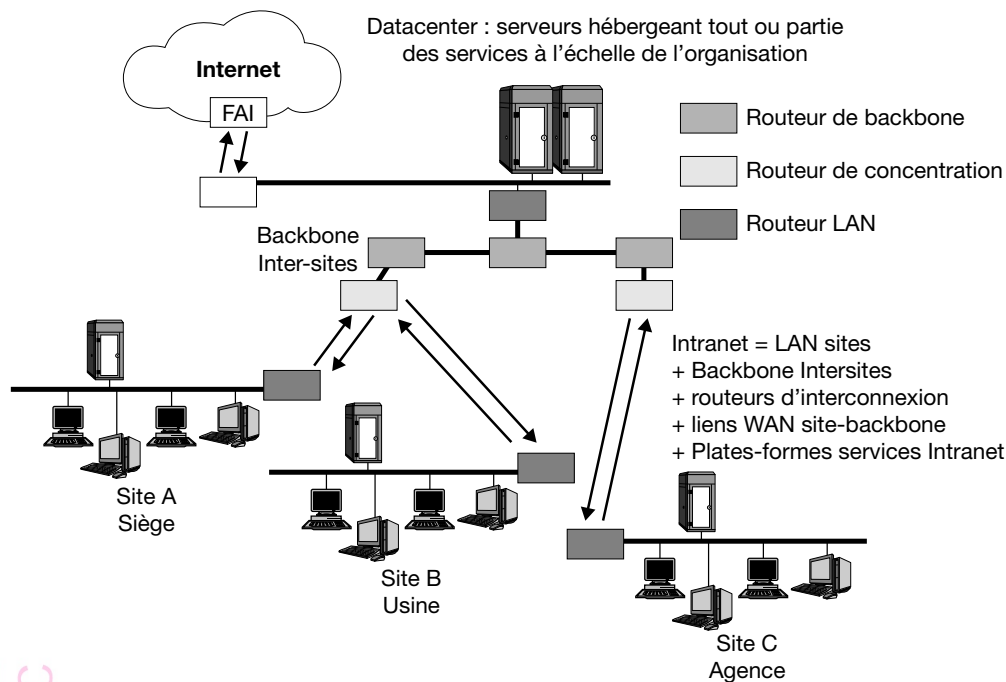 Datacenter : serveurs hébergeant tout ou partie
des services à l’échelle de l’organisation
Internet
FAI
Routeur de backbone
Routeur de concentration
Routeur LAN
Backbone
Inter-sites
Intranet = LAN sites
+ Backbone Intersites
+ routeurs d’interconnexion
+ liens WAN site-backbone
+ Plates-formes services Intranet
Site A
Siège
Site B
Usine
Site C
Agence